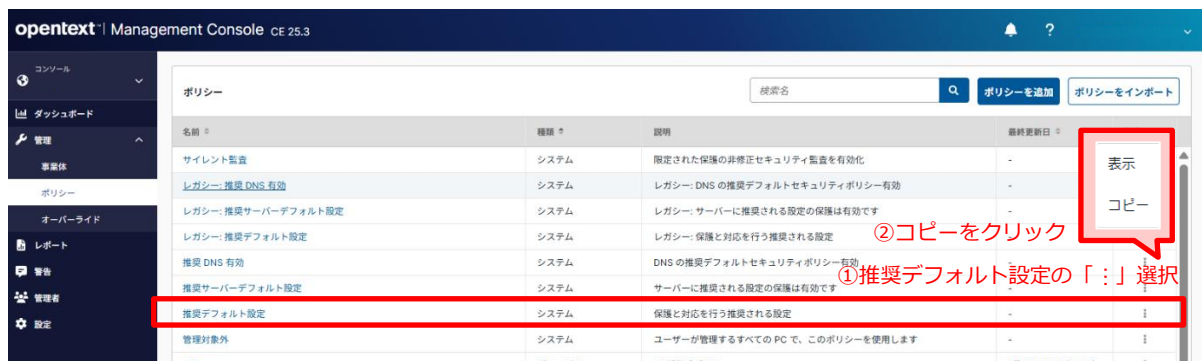 opentext™ | Management Console CE 25.3
?
コンソール
ダッシュボード
管理
事業体
ポリシー
オーバーライド
レポート
警告
管理者
設定
ポリシー
検索名
ポリシーを追加
ポリシーをインポート
名前 種類 説明 最終更新日
サイレント監査 システム 限定された保護の非修正セキュリティ監査を有効化 -
レガシー: 推奨 DNS 有効 システム レガシー: DNS の推奨デフォルトセキュリティポリシー有効 -
レガシー: 推奨サーバーデフォルト設定 システム レガシー: サーバーに推奨される設定の保護は有効です -
レガシー: 推奨デフォルト設定 システム レガシー: 保護と対応を行う推奨される設定 -
推奨 DNS 有効 システム DNS の推奨デフォルトセキュリティポリシー有効 -
推奨サーバーデフォルト設定 システム サーバーに推奨される設定の保護は有効です
推奨デフォルト設定 システム 保護と対応を行う推奨される設定 - ⋮
管理対象外 システム ユーザーが管理するすべての PC で、このポリシーを使用します - ⋮
表示
コピー
②コピーをクリック
①推奨デフォルト設定の「⋮」選択